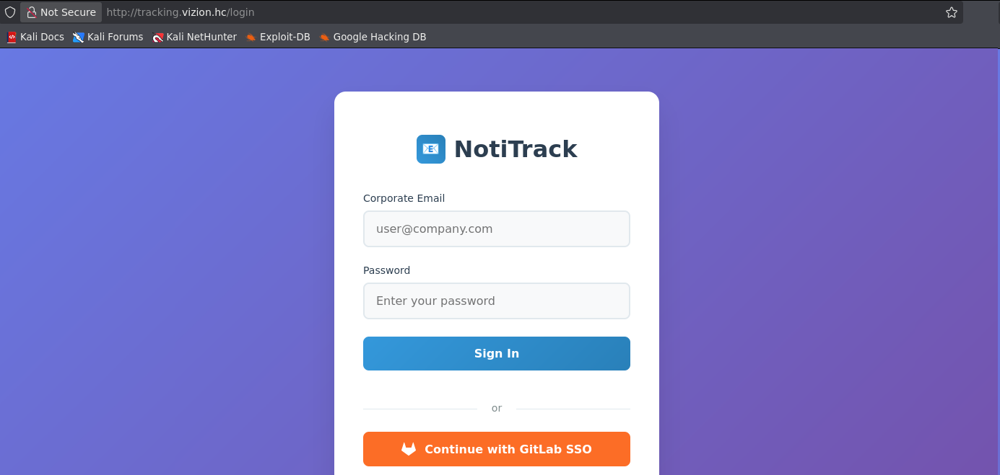 Not Secure http://tracking.vizion.hc/login
Kali Docs Kali Forums Kali NetHunter Exploit-DB Google Hacking DB
NotiTrack
Corporate Email
user@company.com
Password
Enter your password
Sign In
or
Continue with GitLab SSO